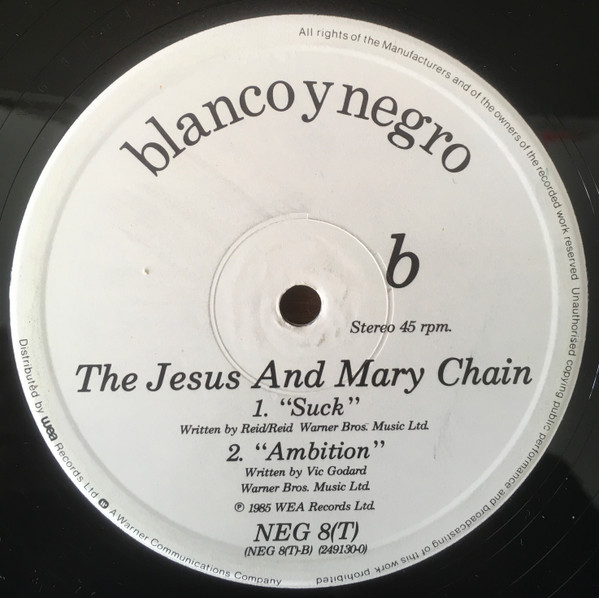 All rights of the Manufacturers and of the owners of the recorded work reserved Unauthorised copying public performance and broadcasting of this work prohibited
blanco y negro
b
Stereo 45 rpm.
The Jesus And Mary Chain
1. “Suck”
Written by Reid/Reid Warner Bros. Music Ltd.
2. “Ambition”
Written by Vic Godard
Warner Bros. Music Ltd.
℗ 1985 WEA Records Ltd.
NEG 8(T)
(NEG 8(T)-B) (249130-0)
Distributed by wea Records Ltd. A Warner Communications Company